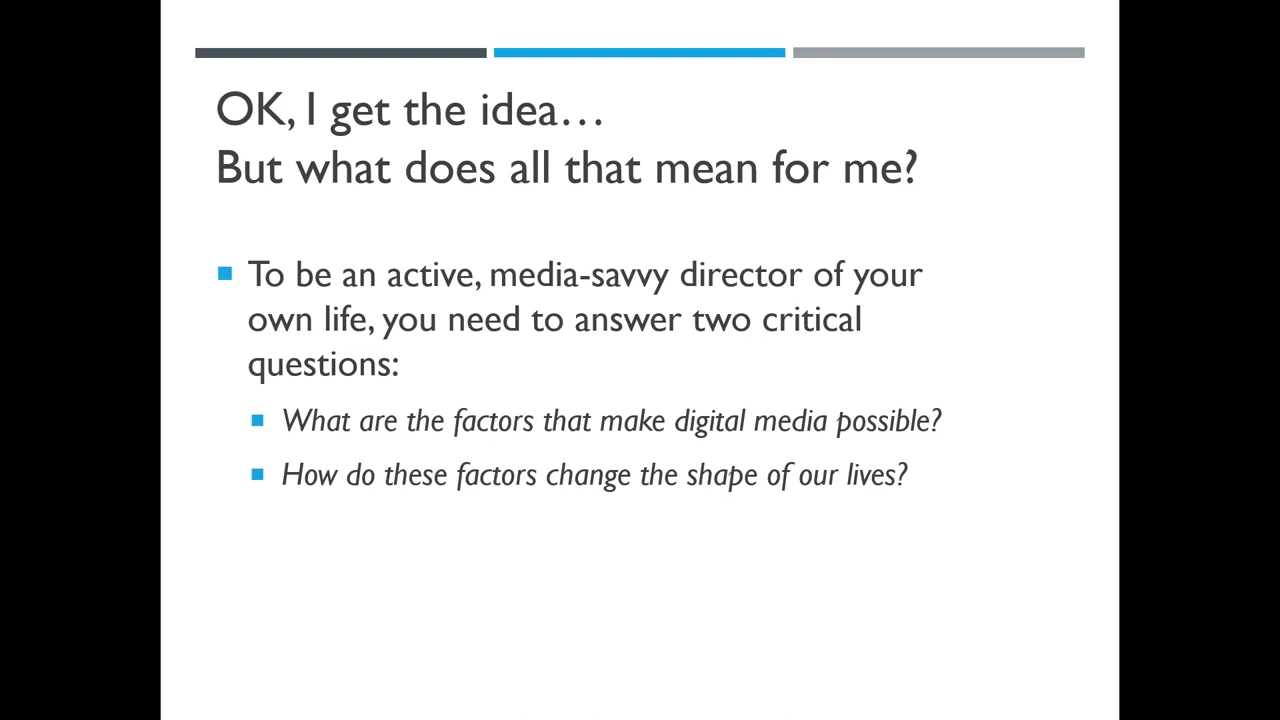 OK, I get the idea…
But what does all that mean for me?
To be an active, media-savvy director of your
own life, you need to answer two critical
questions:
What are the factors that make digital media possible?
How do these factors change the shape of our lives?